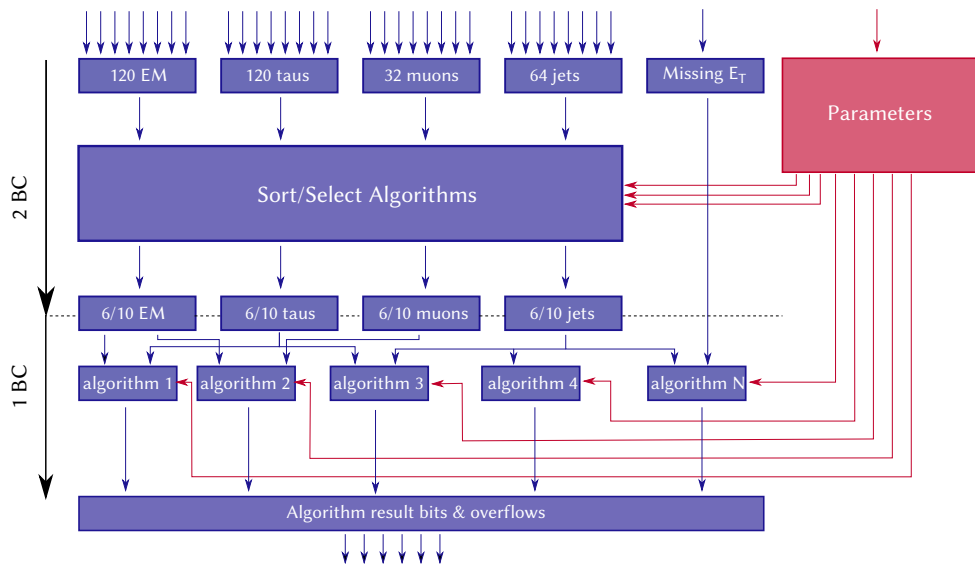 120 EM
120 taus
32 muons
64 jets
Missing E_T
Parameters
2 BC
Sort/Select Algorithms
6/10 EM
6/10 taus
6/10 muons
6/10 jets
1 BC
algorithm 1
algorithm 2
algorithm 3
algorithm 4
algorithm N
Algorithm result bits & overflows